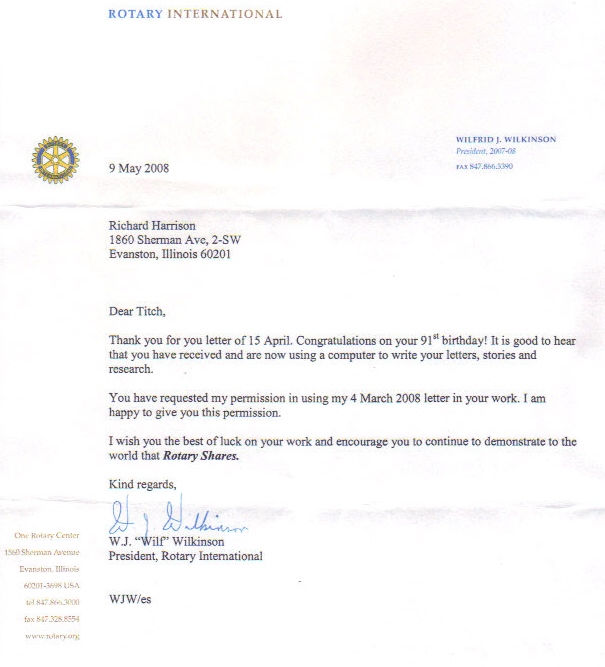 ROTARY INTERNATIONAL
WILFRID J. WILKINSON
President, 2007-08
FAX 847.866.3390
9 May 2008
Richard Harrison
1860 Sherman Ave, 2-SW
Evanston, Illinois 60201
Dear Titch,
Thank you for you letter of 15 April. Congratulations on your 91st birthday! It is good to hear
that you have received and are now using a computer to write your letters, stories and
research.
You have requested my permission in using my 4 March 2008 letter in your work. I am
happy to give you this permission.
I wish you the best of luck on your work and encourage you to continue to demonstrate to the
world that Rotary Shares.
Kind regards,
W. J. Wilkinson
W.J. “Wilf” Wilkinson
President, Rotary International
WJW/es
One Rotary Center
1560 Sherman Avenue
Evanston, Illinois
60201-3698 USA
tel 847.866.3000
fax 847.328.8554
www.rotary.org